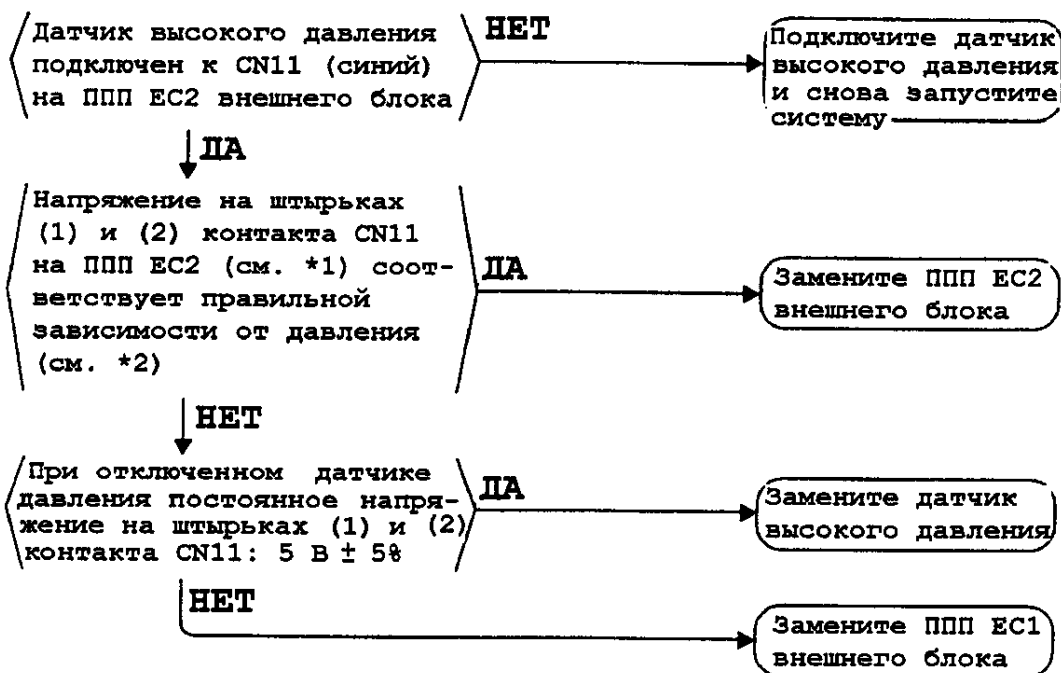 Датчик высокого давления
подключен к CN11 (синий)
на ППП EC2 внешнего блока
НЕТ
Подключите датчик
высокого давления
и снова запустите
систему
ДА
Напряжение на штырьках
(1) и (2) контакта CN11
на ППП EC2 (см. *1) соот-
ветствует правильной
зависимости от давления
(см. *2)
ДА
Замените ППП EC2
внешнего блока
НЕТ
При отключенном датчике
давления постоянное напря-
жение на штырьках (1) и (2)
контакта CN11: 5 В ± 5%
ДА
Замените датчик
высокого давления
НЕТ
Замените ППП EC1
внешнего блока